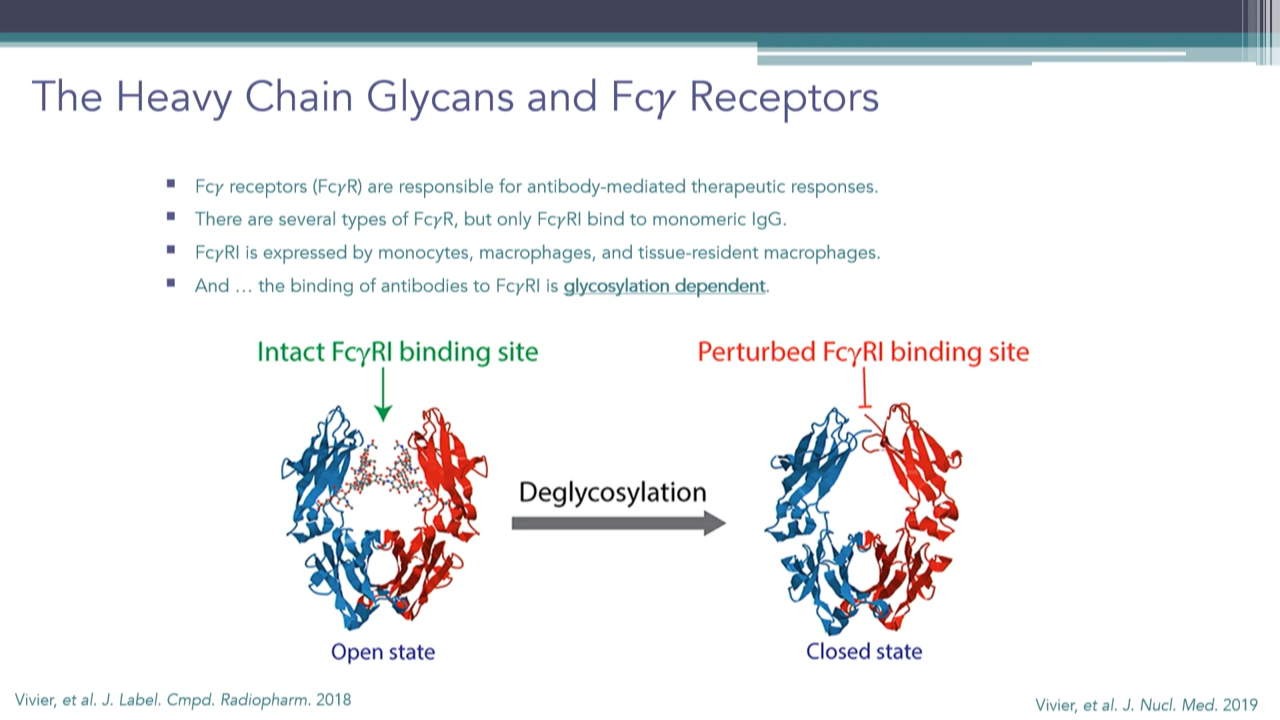 The Heavy Chain Glycans and Fcγ Receptors
Fcγ receptors (FcγR) are responsible for antibody-mediated therapeutic responses.
There are several types of FcγR, but only FcγRI bind to monomeric IgG.
FcγRI is expressed by monocytes, macrophages, and tissue-resident macrophages.
And … the binding of antibodies to FcγRI is glycosylation dependent.
Intact FcγRI binding site
Perturbed FcγRI binding site
Deglycosylation
Open state
Closed state
Vivier, et al. J. Label. Cmpd. Radiopharm. 2018
Vivier, et al. J. Nucl. Med. 2019